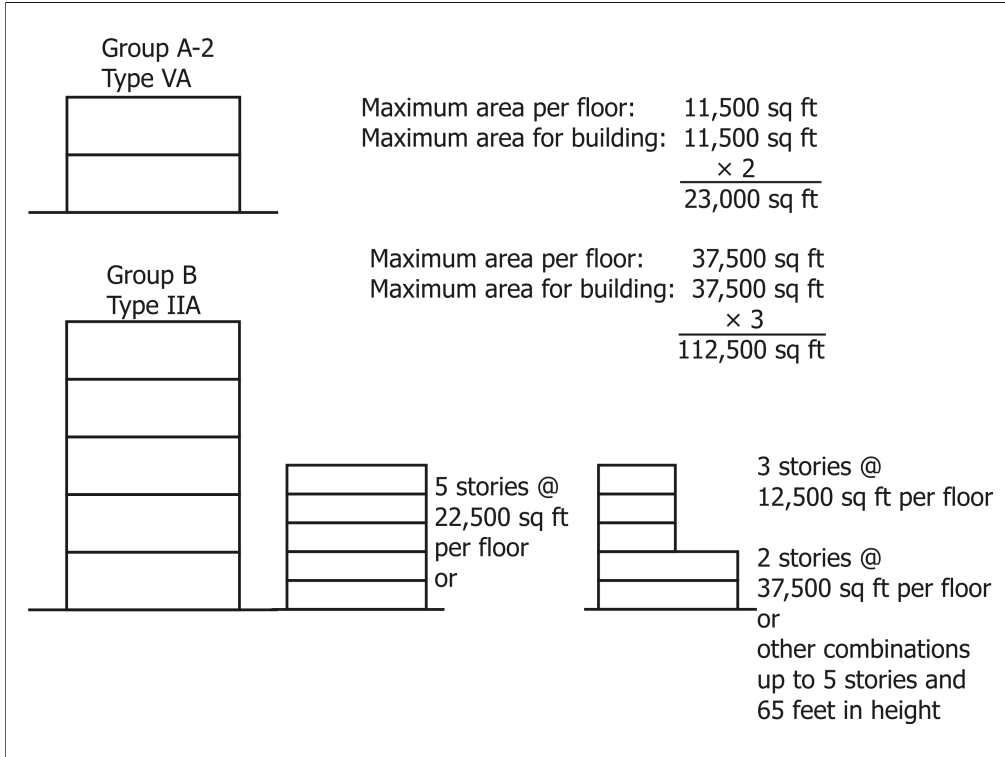 Group A-2
Type VA
Maximum area per floor: 11,500 sq ft
Maximum area for building: 11,500 sq ft
× 2
23,000 sq ft
Group B
Type IIA
Maximum area per floor: 37,500 sq ft
Maximum area for building: 37,500 sq ft
× 3
112,500 sq ft
5 stories @
22,500 sq ft
per floor
or
3 stories @
12,500 sq ft per floor
2 stories @
37,500 sq ft per floor
or
other combinations
up to 5 stories and
65 feet in height